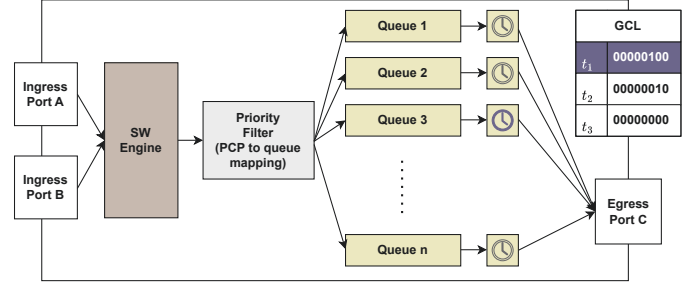 Ingress
Port A
Ingress
Port B
SW
Engine
Priority
Filter
(PCP to queue
mapping)
Queue 1
Queue 2
Queue 3
Queue n
GCL
t1 00000100
t2 00000010
t3 00000000
Egress
Port C